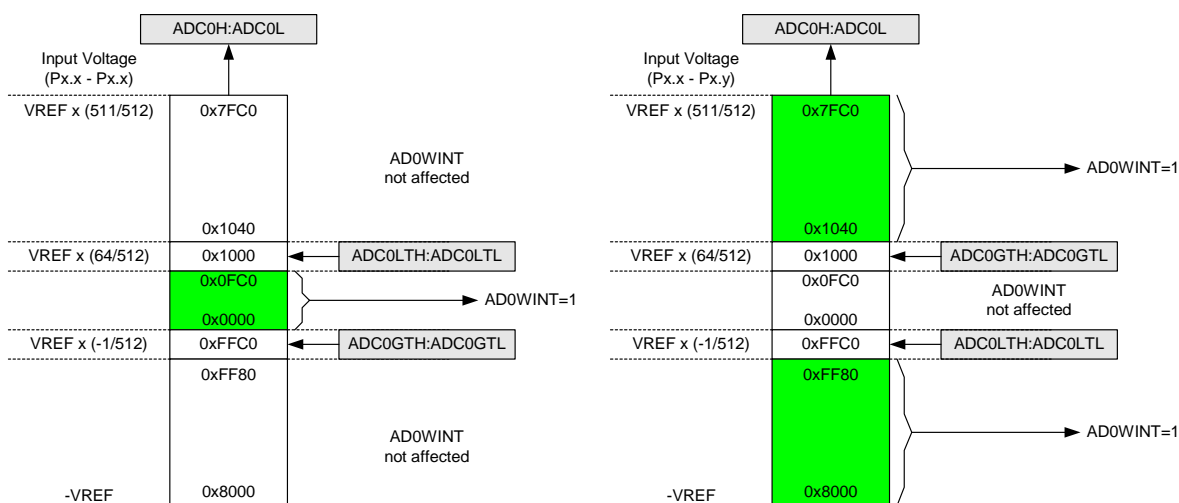 ADC0H:ADC0L
Input Voltage
(Px.x - Px.x)
VREF x (511/512)
0x7FC0
AD0WINT
not affected
0x1040
VREF x (64/512)
0x1000
ADC0LTH:ADC0LTL
0x0FC0
AD0WINT=1
0x0000
VREF x (-1/512)
0xFFC0
ADC0GTH:ADC0GTL
0xFF80
AD0WINT
not affected
-VREF
0x8000
ADC0H:ADC0L
Input Voltage
(Px.x - Px.y)
VREF x (511/512)
0x7FC0
AD0WINT=1
0x1040
VREF x (64/512)
0x1000
ADC0GTH:ADC0GTL
0x0FC0
AD0WINT
not affected
0x0000
VREF x (-1/512)
0xFFC0
ADC0LTH:ADC0LTL
0xFF80
AD0WINT=1
-VREF
0x8000